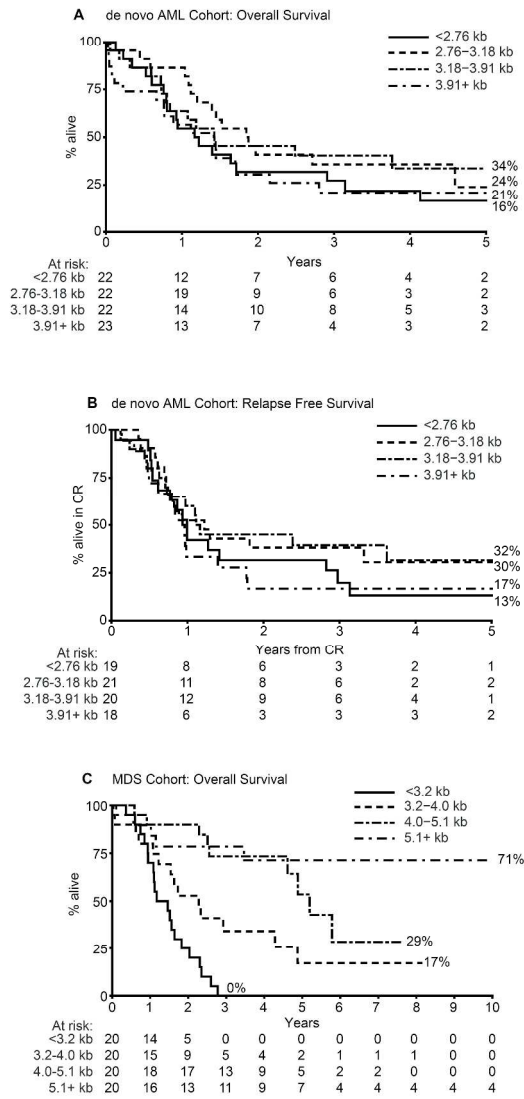 A de novo AML Cohort: Overall Survival
<2.76 kb
2.76−3.18 kb
3.18−3.91 kb
3.91+ kb
% alive
100
75
50
25
0
34%
24%
21%
16%
0 1 2 3 4 5
Years
At risk:
<2.76 kb 22 12 7 6 4 2
2.76-3.18 kb 22 19 9 6 3 2
3.18-3.91 kb 22 14 10 8 5 3
3.91+ kb 23 13 7 4 3 2
B de novo AML Cohort: Relapse Free Survival
<2.76 kb
2.76−3.18 kb
3.18−3.91 kb
3.91+ kb
% alive in CR
100
75
50
25
0
32%
30%
17%
13%
0 1 2 3 4 5
Years from CR
At risk:
<2.76 kb 19 8 6 3 2 1
2.76-3.18 kb 21 11 8 6 2 2
3.18-3.91 kb 20 12 9 6 4 1
3.91+ kb 18 6 3 3 3 2
C MDS Cohort: Overall Survival
<3.2 kb
3.2−4.0 kb
4.0−5.1 kb
5.1+ kb
% alive
100
75
50
25
0
71%
29%
17%
0%
0 1 2 3 4 5 6 7 8 9 10
Years
At risk:
<3.2 kb 20 14 5 0 0 0 0 0 0 0 0
3.2−4.0 kb 20 15 9 5 4 2 1 1 1 0 0
4.0−5.1 kb 20 18 17 13 9 5 2 2 0 0 0
5.1+ kb 20 16 13 11 9 7 4 4 4 4 4